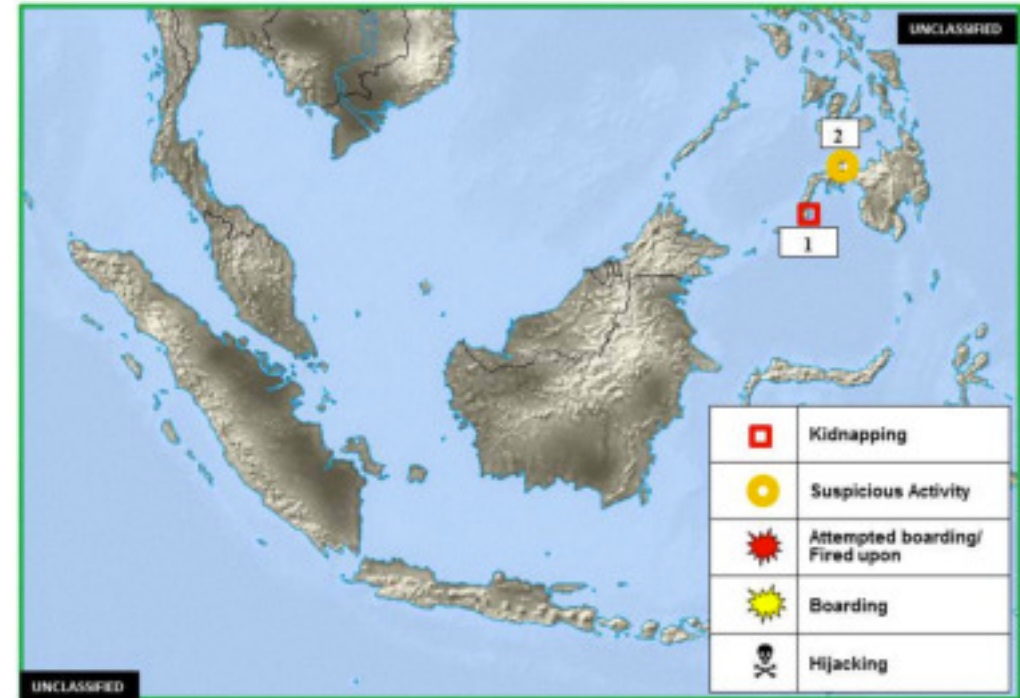 UNCLASSIFIED
2
1
Kidnapping
Suspicious Activity
Attempted boarding/
Fired upon
Boarding
Hijacking
UNCLASSIFIED